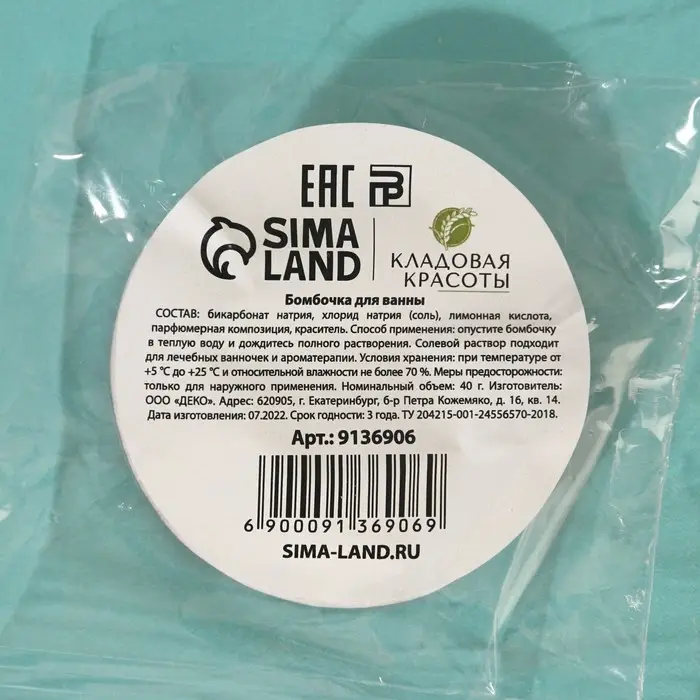 ЕАС РВ
SIMA
LAND
КЛАДОВАЯ
КРАСОТЫ
Бомбочка для ванны
СОСТАВ: бикарбонат натрия, хлорид натрия (соль), лимонная кислота,
парфюмерная композиция, краситель. Способ применения: опустите бомбочку
в теплую воду и дождитесь полного растворения. Солевой раствор подходит
для лечебных ванночек и ароматерапии. Условия хранения: при температуре от
+5 °С до +25 °С и относительной влажности не более 70 %. Меры предосторожности:
только для наружного применения. Номинальный объем: 40 г. Изготовитель:
ООО «ДЕКО». Адрес: 620905, г. Екатеринбург, б-р Петра Кожемяко, д. 16, кв. 14.
Дата изготовления: 07.2022. Срок годности: 3 года. ТУ 204215-001-24556570-2018.
Арт.: 9136906
6 900091 369069
SIMA-LAND.RU